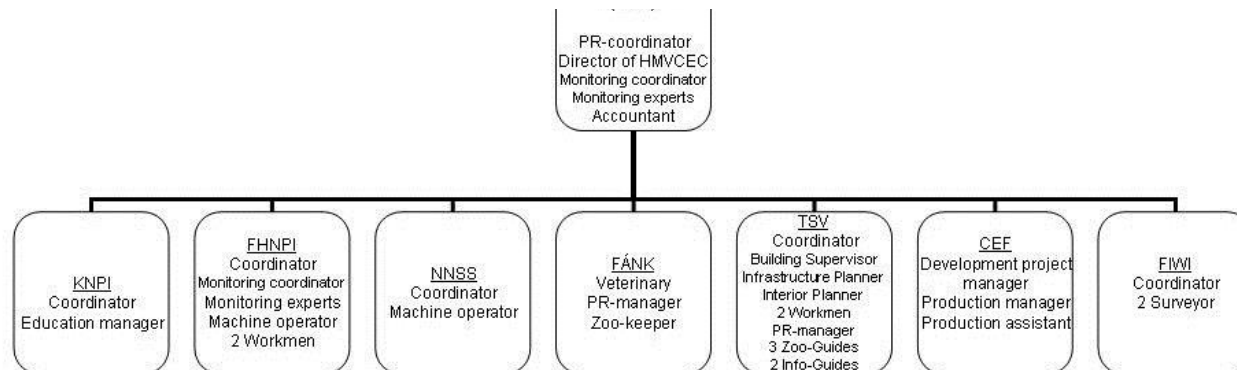 PR-coordinator
Director of HMVCEC
Monitoring coordinator
Monitoring experts
Accountant
KNPI
Coordinator
Education manager
FHNPI
Coordinator
Monitoring coordinator
Monitoring experts
Machine operator
2 Workmen
NNSS
Coordinator
Machine operator
FÁNK
Veterinary
PR-manager
Zoo-keeper
TSV
Coordinator
Building Supervisor
Infrastructure Planner
Interior Planner
2 Workmen
PR-manager
3 Zoo-Guides
2 Info-Guides
CEF
Development project
manager
Production manager
Production assistant
FIWI
Coordinator
2 Surveyor